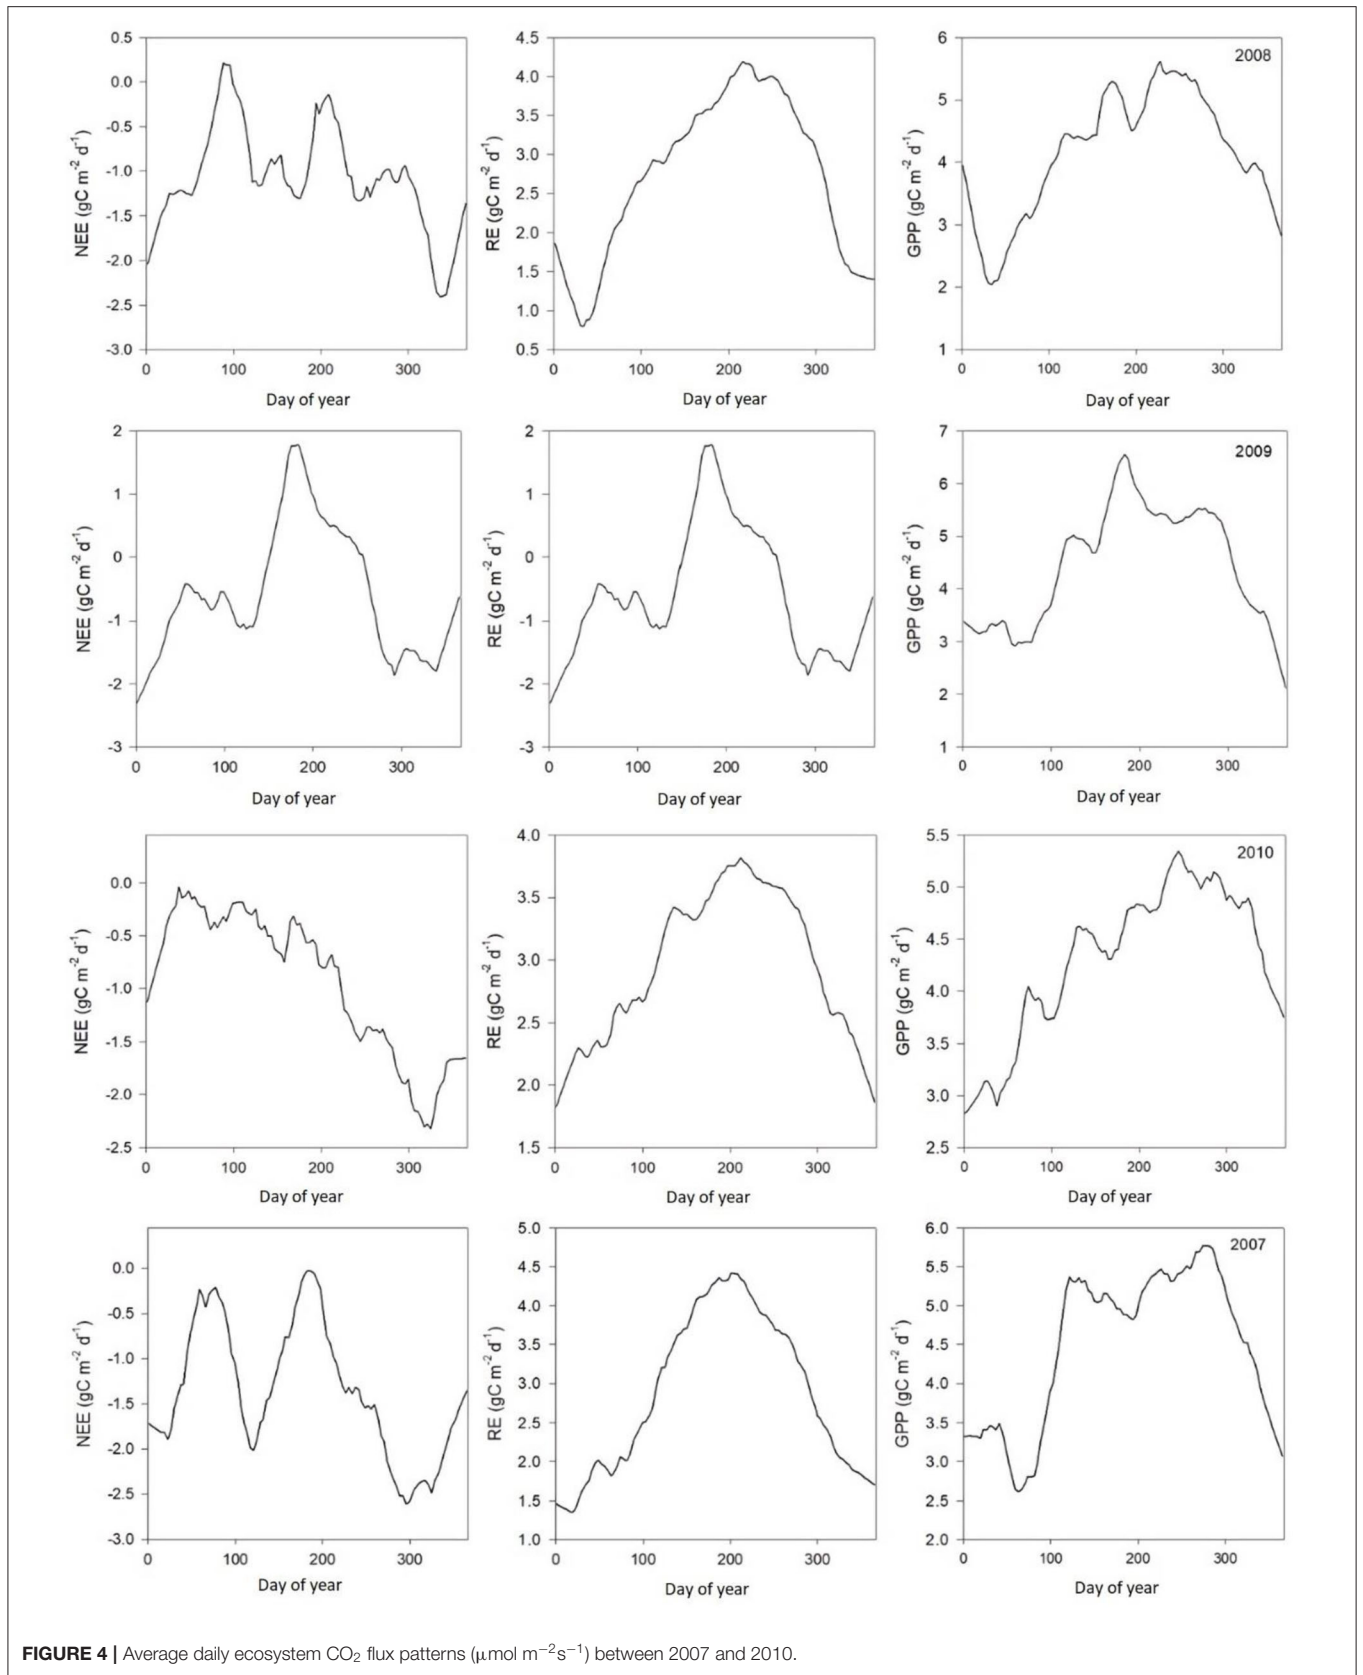 0.5
0.0
-0.5
-1.0
-1.5
-2.0
-2.5
-3.0
NEE (gC m⁻² d⁻¹)
0 100 200 300
Day of year
4.5
4.0
3.5
3.0
2.5
2.0
1.5
1.0
0.5
RE (gC m⁻² d⁻¹)
0 100 200 300
Day of year
2008
6
5
4
3
2
1
GPP (gC m⁻² d⁻¹)
0 100 200 300
Day of year
2
1
0
-1
-2
-3
NEE (gC m⁻² d⁻¹)
0 100 200 300
Day of year
2
1
0
-1
-2
-3
RE (gC m⁻² d⁻¹)
0 100 200 300
Day of year
2009
7
6
5
4
3
2
1
GPP (gC m⁻² d⁻¹)
0 100 200 300
Day of year
0.0
-0.5
-1.0
-1.5
-2.0
-2.5
NEE (gC m⁻² d⁻¹)
0 100 200 300
Day of year
4.0
3.5
3.0
2.5
2.0
1.5
RE (gC m⁻² d⁻¹)
0 100 200 300
Day of year
2010
5.5
5.0
4.5
4.0
3.5
3.0
2.5
GPP (gC m⁻² d⁻¹)
0 100 200 300
Day of year
0.0
-0.5
-1.0
-1.5
-2.0
-2.5
-3.0
NEE (gC m⁻² d⁻¹)
0 100 200 300
Day of year
5.0
4.5
4.0
3.5
3.0
2.5
2.0
1.5
1.0
RE (gC m⁻² d⁻¹)
0 100 200 300
Day of year
2007
6.0
5.5
5.0
4.5
4.0
3.5
3.0
2.5
2.0
GPP (gC m⁻² d⁻¹)
0 100 200 300
Day of year
FIGURE 4 | Average daily ecosystem CO₂ flux patterns (μmol m⁻²s⁻¹) between 2007 and 2010.